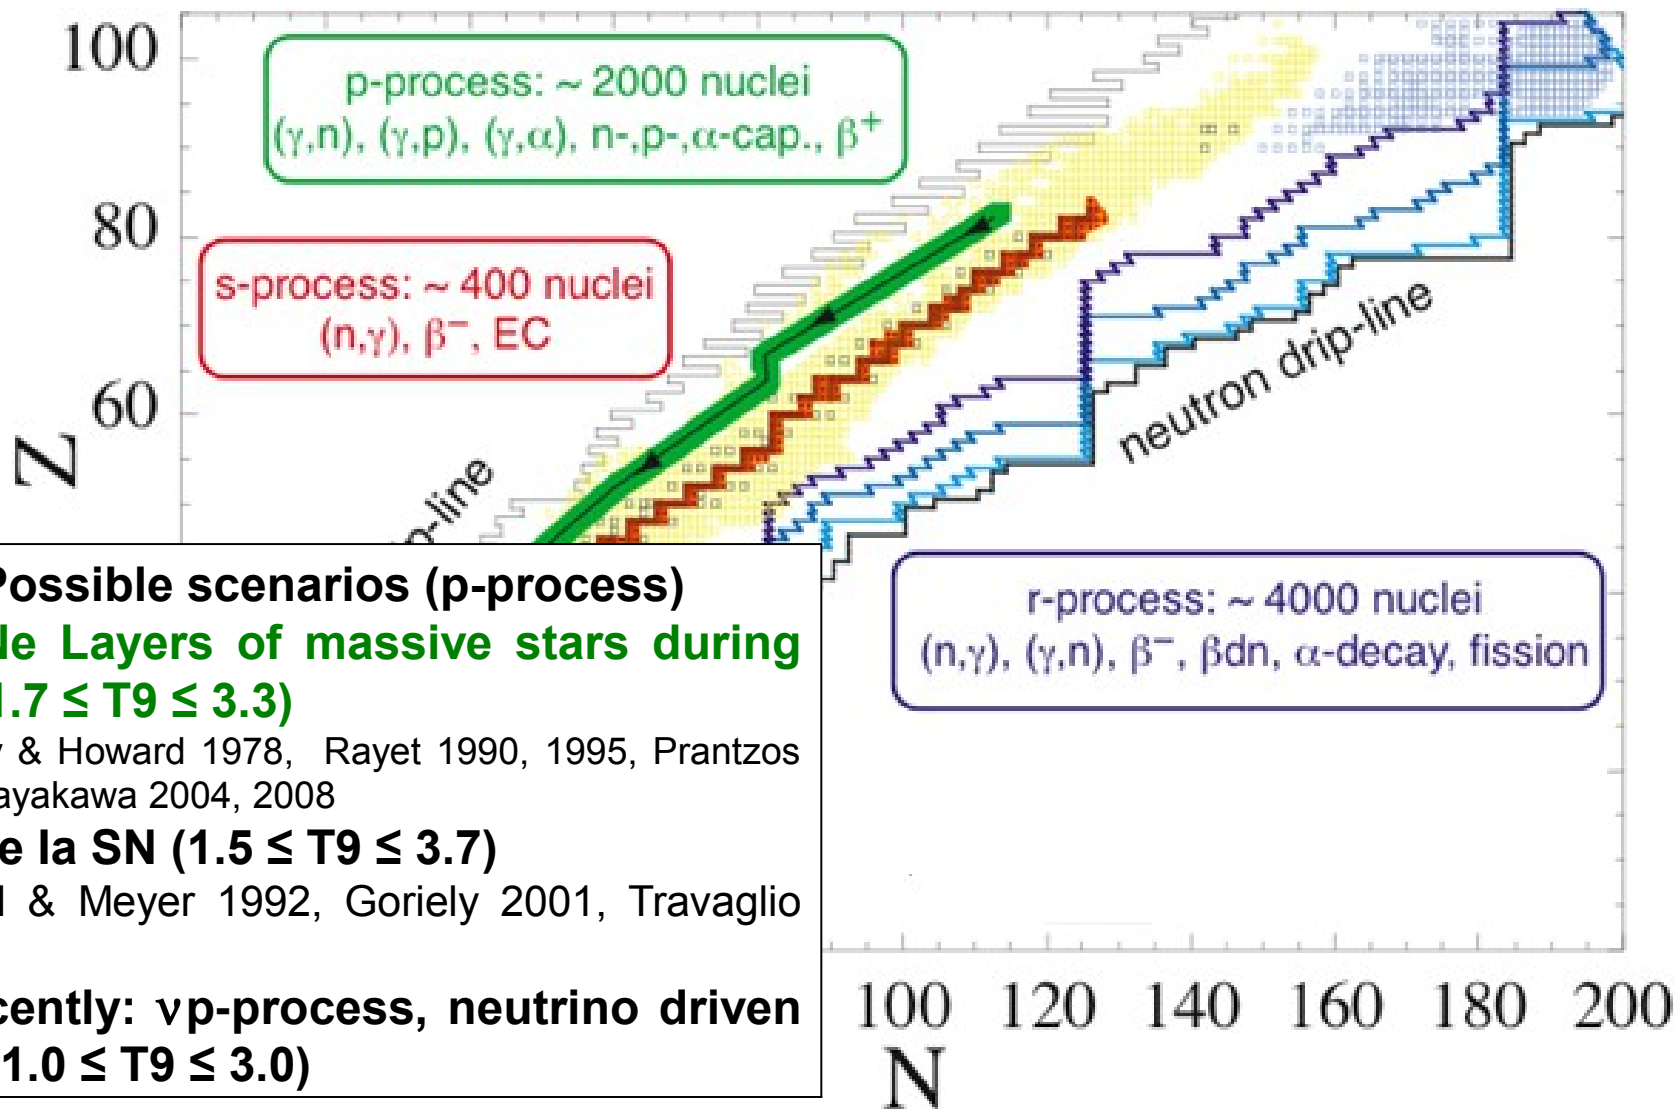 100
p-process: ~ 2000 nuclei
(γ,n), (γ,p), (γ,α), n-,p-,α-cap., β⁺
80
s-process: ~ 400 nuclei
(n,γ), β⁻, EC
60
Z
neutron drip-line
p-line
Possible scenarios (p-process)
Ne Layers of massive stars during
1.7 ≤ T9 ≤ 3.3)
& Howard 1978, Rayet 1990, 1995, Prantzos
ayakawa 2004, 2008
e la SN (1.5 ≤ T9 ≤ 3.7)
& Meyer 1992, Goriely 2001, Travaglio
cently: νp-process, neutrino driven
1.0 ≤ T9 ≤ 3.0)
r-process: ~ 4000 nuclei
(n,γ), (γ,n), β⁻, βdn, α-decay, fission
100 120 140 160 180 200
N